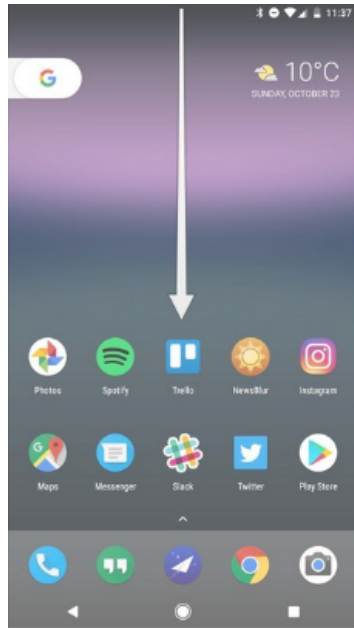 11:37
G
10°C
SUNDAY, OCTOBER 23
Photos
Spotify
Trello
NewsBlur
Instagram
G
Maps
Messenger
Slack
Twitter
Play Store